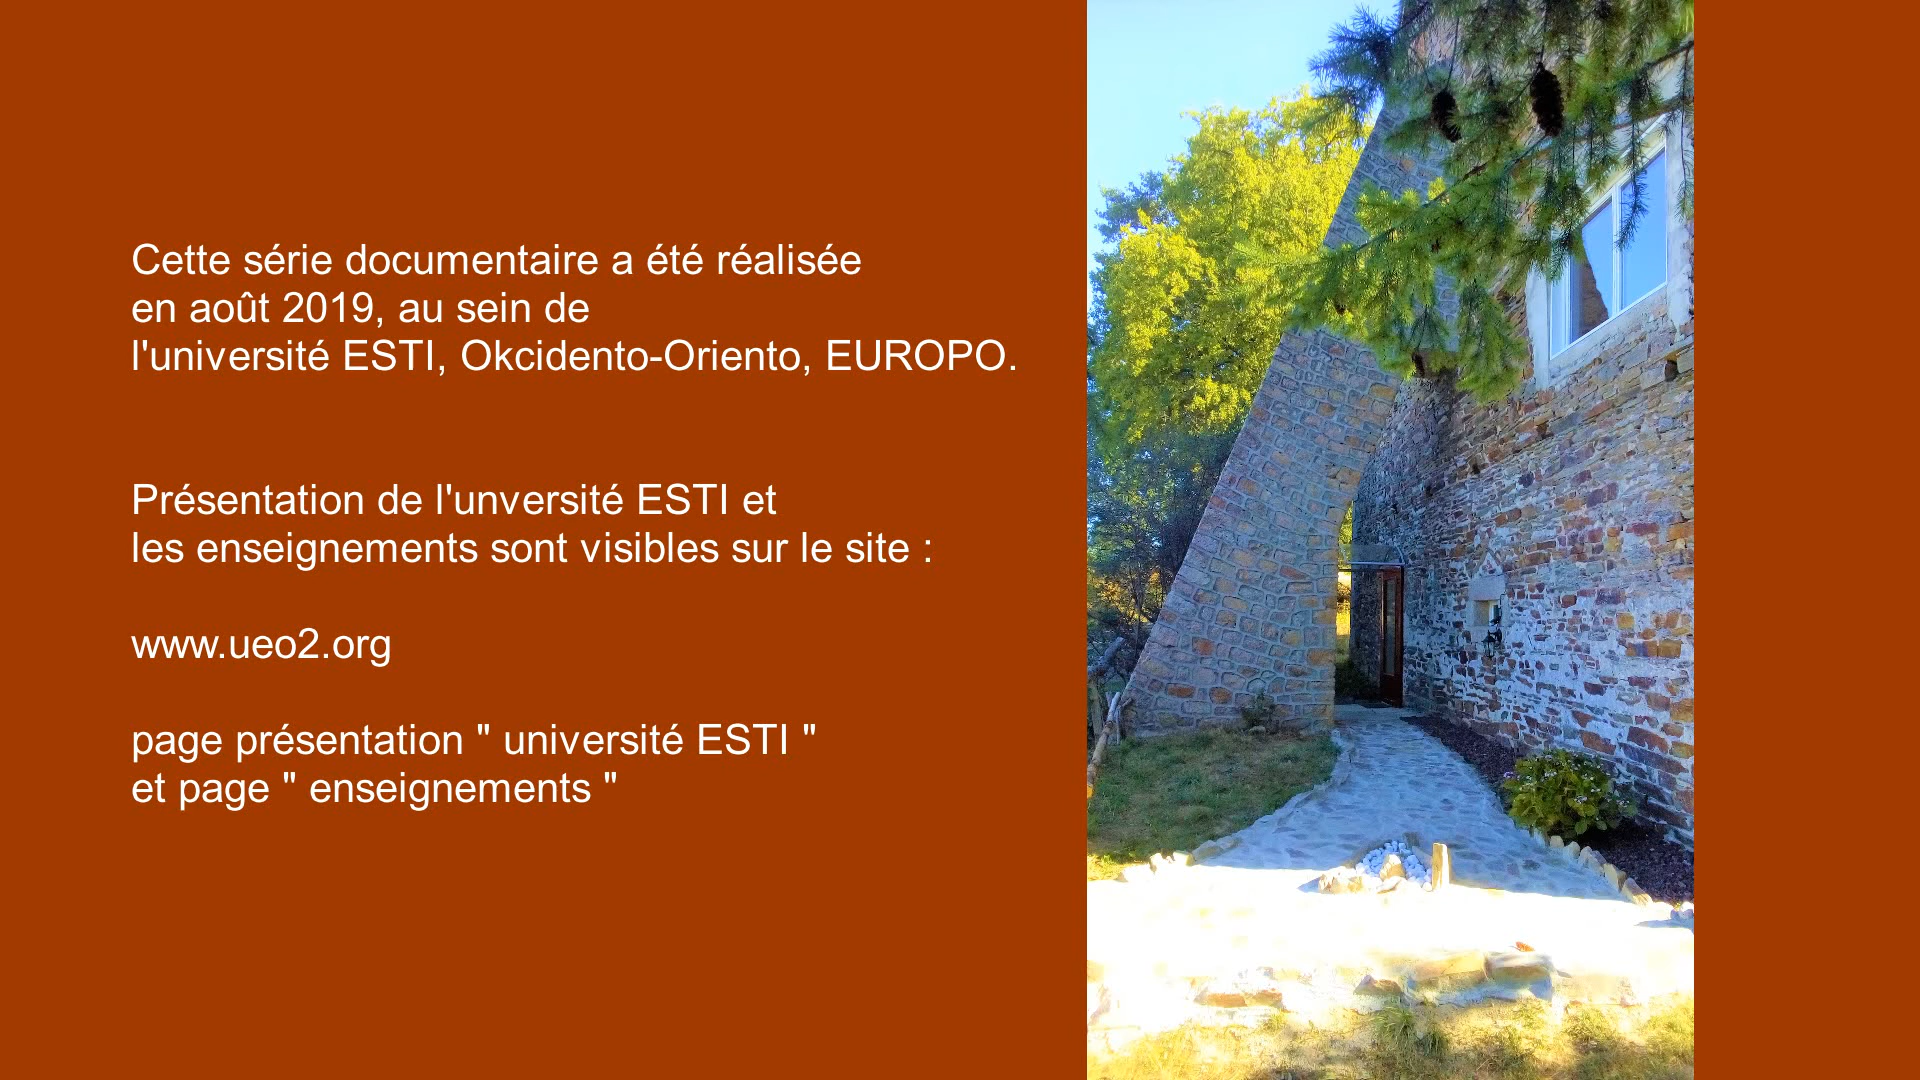 Cette série documentaire a été réalisée
en août 2019, au sein de
l'université ESTI, Okcidento-Oriento, EUROPO.
Présentation de l'unversité ESTI et
les enseignements sont visibles sur le site :
www.ueo2.org
page présentation " université ESTI "
et page " enseignements "